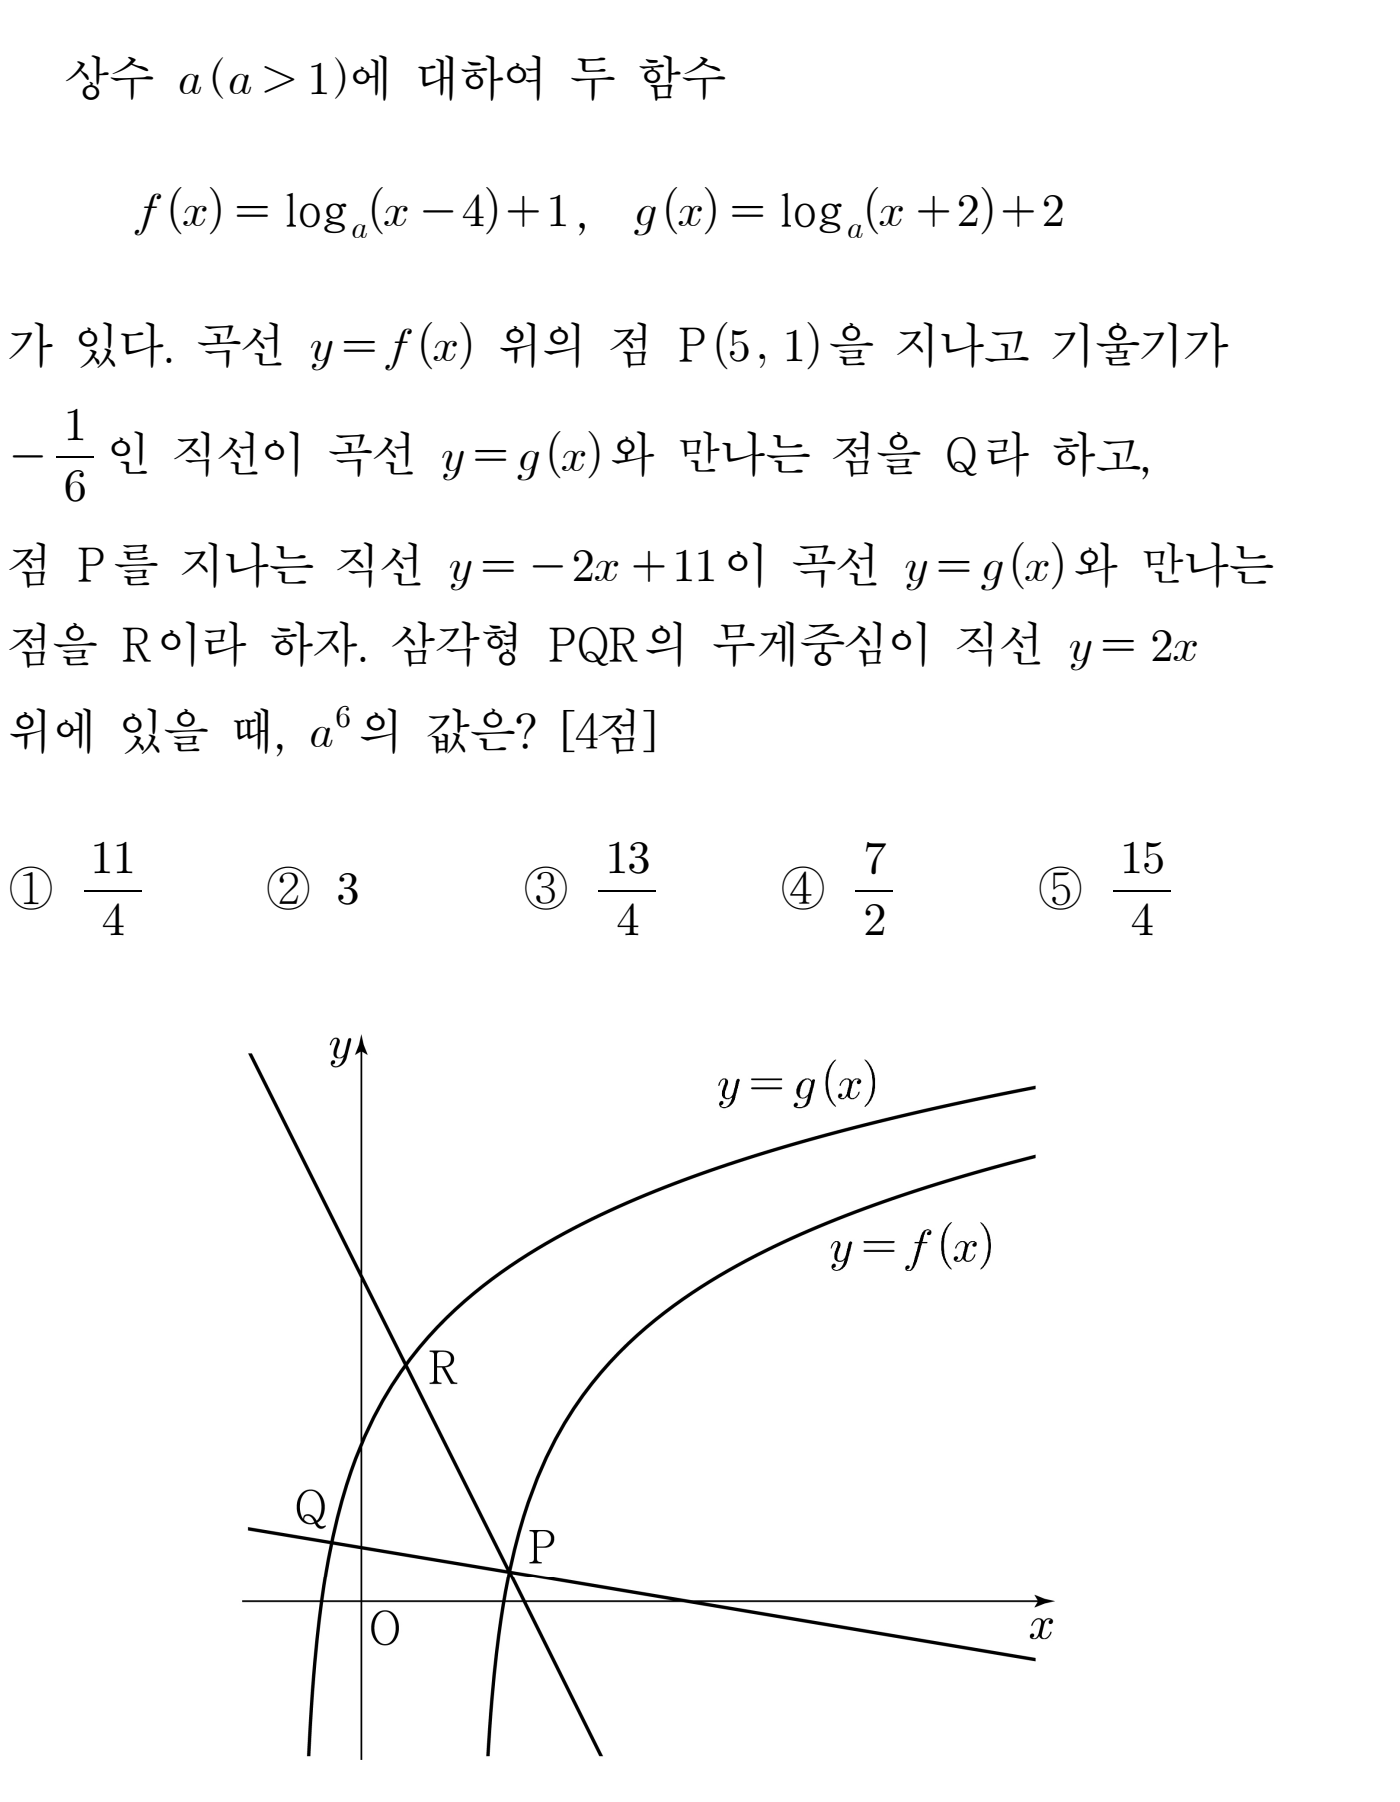 상수 a(a>1)에 대하여 두 함수
f(x)=logₐ(x-4)+1, g(x)=logₐ(x+2)+2
가 있다. 곡선 y=f(x) 위의 점 P(5, 1)을 지나고 기울기가
-1/6인 직선이 곡선 y=g(x)와 만나는 점을 Q라 하고,
점 P를 지나는 직선 y=-2x+11이 곡선 y=g(x)와 만나는
점을 R이라 하자. 삼각형 PQR의 무게중심이 직선 y=2x
위에 있을 때, a⁶의 값은? [4점]
① 11/4 ② 3 ③ 13/4 ④ 7/2 ⑤ 15/4
y
y=g(x)
y=f(x)
R
Q
P
O
x